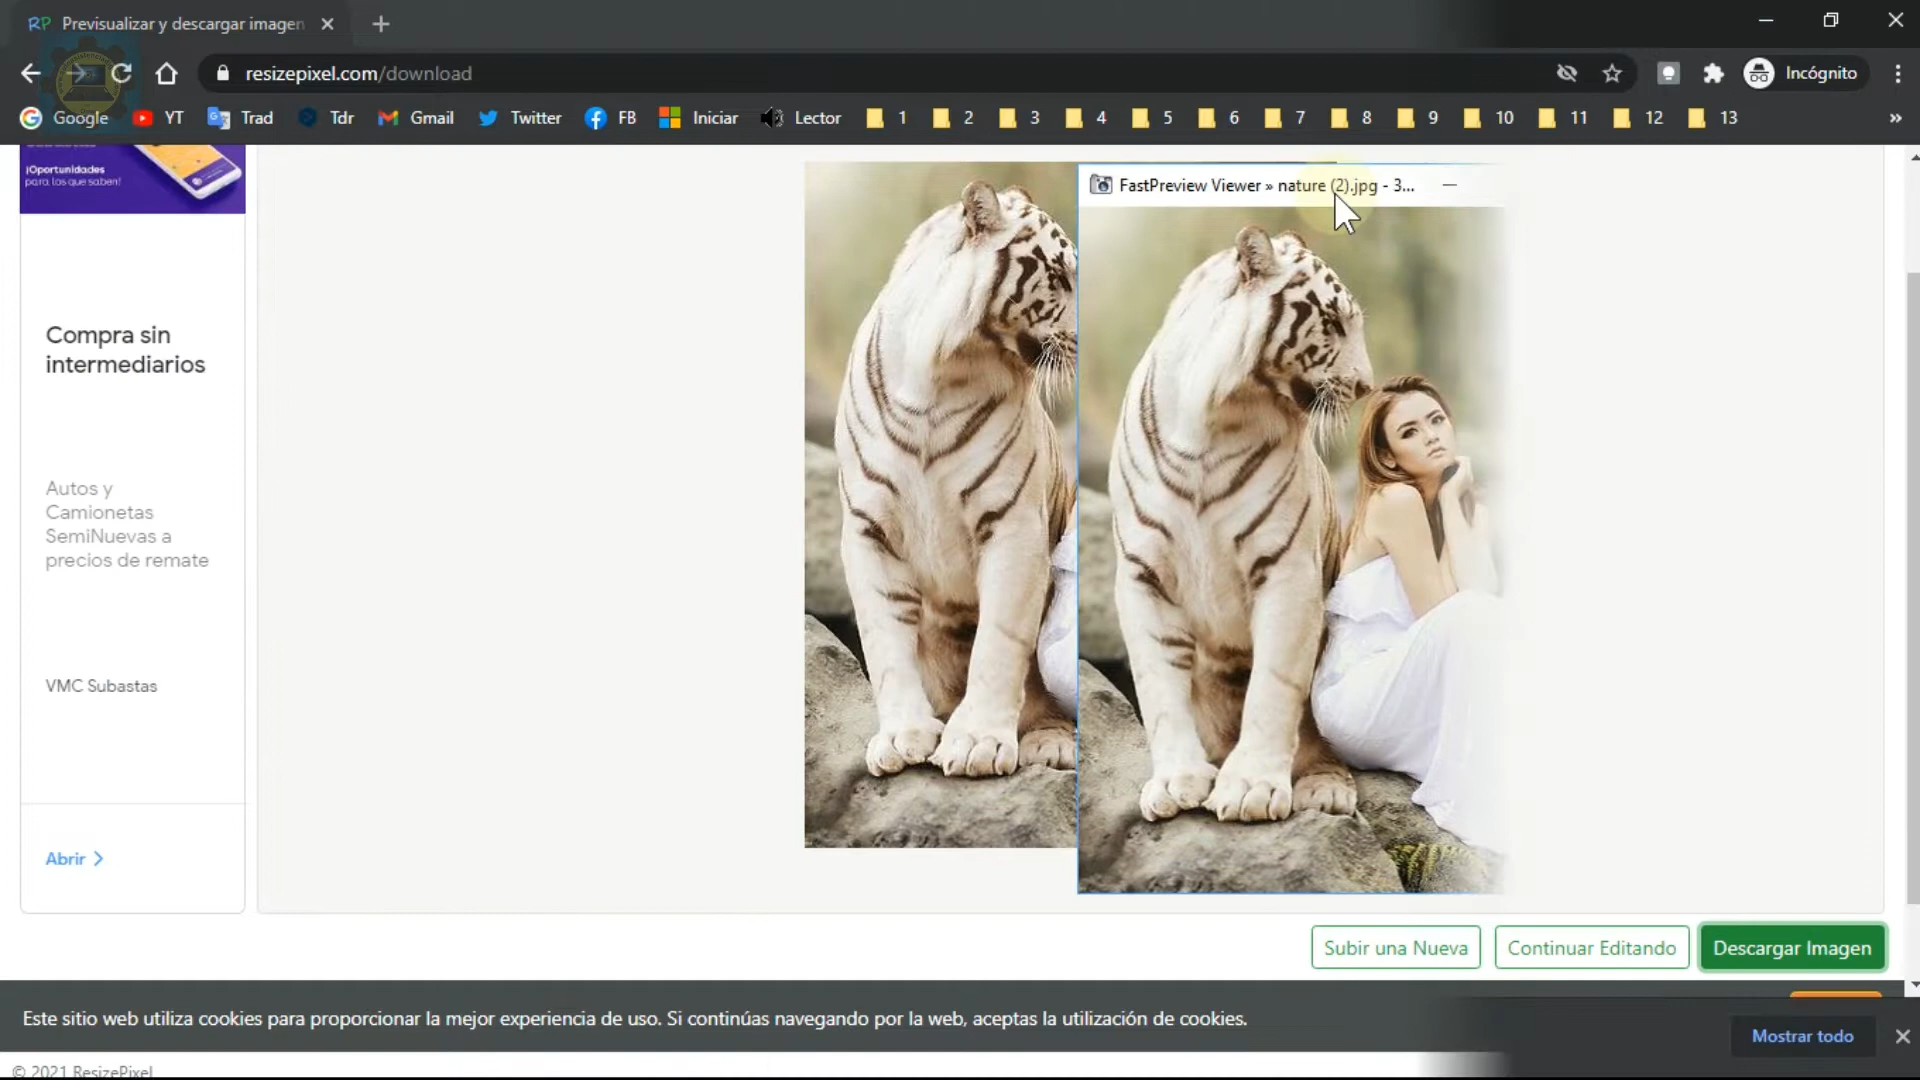 RP Previsualizar y descargar imagen
resizepixel.com/download
Incógnito
Google YT Trad Tdr Gmail Twitter FB Iniciar Lector 1 2 3 4 5 6 7 8 9 10 11 12 13 »
¡Oportunidades
para los que saben!
FastPreview Viewer » nature (2).jpg - 3...
Compra sin
intermediarios
Autos y
Camionetas
SemiNuevas a
precios de remate
VMC Subastas
Abrir
Subir una Nueva
Continuar Editando
Descargar Imagen
Este sitio web utiliza cookies para proporcionar la mejor experiencia de uso. Si continúas navegando por la web, aceptas la utilización de cookies.
Mostrar todo
© 2021 ResizePixel